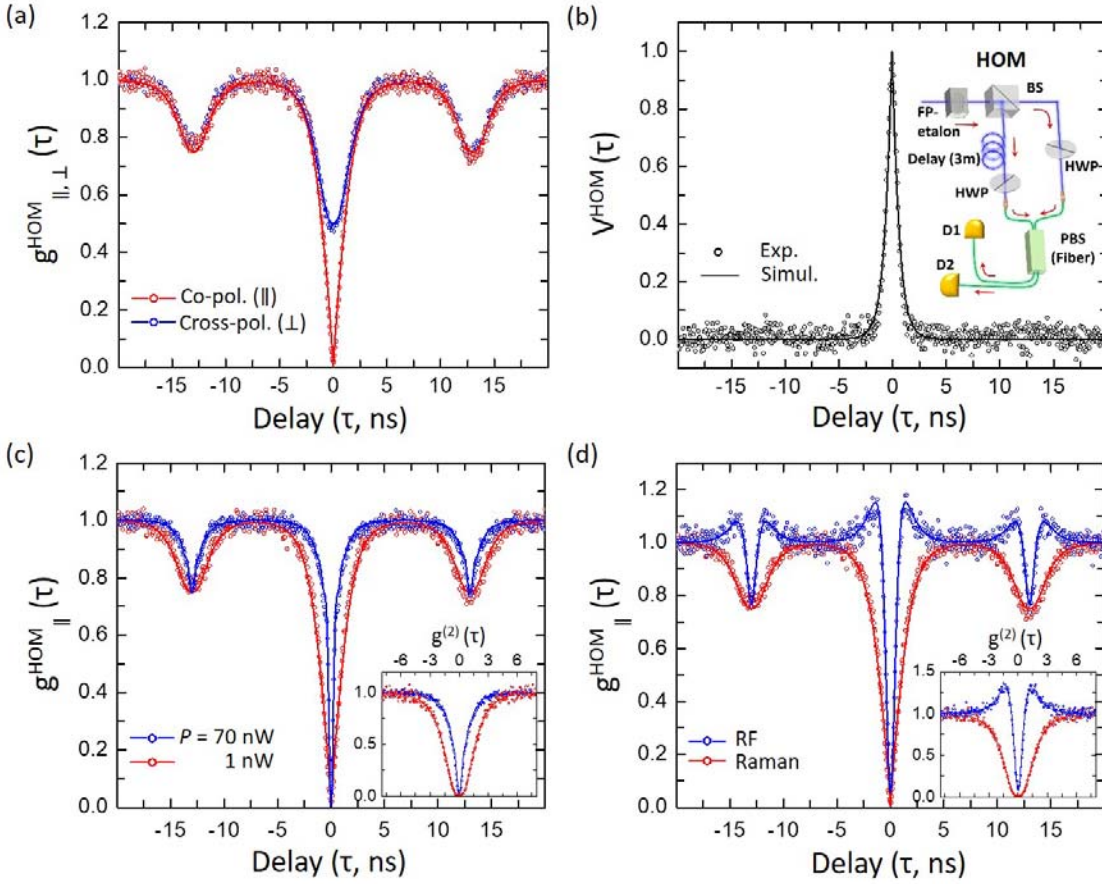 (a)
1.2
1.0
0.8
0.6
0.4
0.2
0.0
g^HOM_∥,⊥ (τ)
Co-pol. (∥)
Cross-pol. (⊥)
-15 -10 -5 0 5 10 15
Delay (τ, ns)
(b)
1.0
0.8
0.6
0.4
0.2
0.0
V^HOM (τ)
Exp.
Simul.
HOM
BS
FP-
etalon
Delay (3m)
HWP
HWP
D1
D2
PBS
(Fiber)
-15 -10 -5 0 5 10 15
Delay (τ, ns)
(c)
1.2
1.0
0.8
0.6
0.4
0.2
0.0
g^HOM_∥ (τ)
P = 70 nW
1 nW
g^(2) (τ)
-6 -3 0 3 6
1.0
0.5
0.0
-15 -10 -5 0 5 10 15
Delay (τ, ns)
(d)
1.2
1.0
0.8
0.6
0.4
0.2
0.0
g^HOM_∥ (τ)
RF
Raman
g^(2) (τ)
-6 -3 0 3 6
1.5
1.0
0.5
0.0
-15 -10 -5 0 5 10 15
Delay (τ, ns)